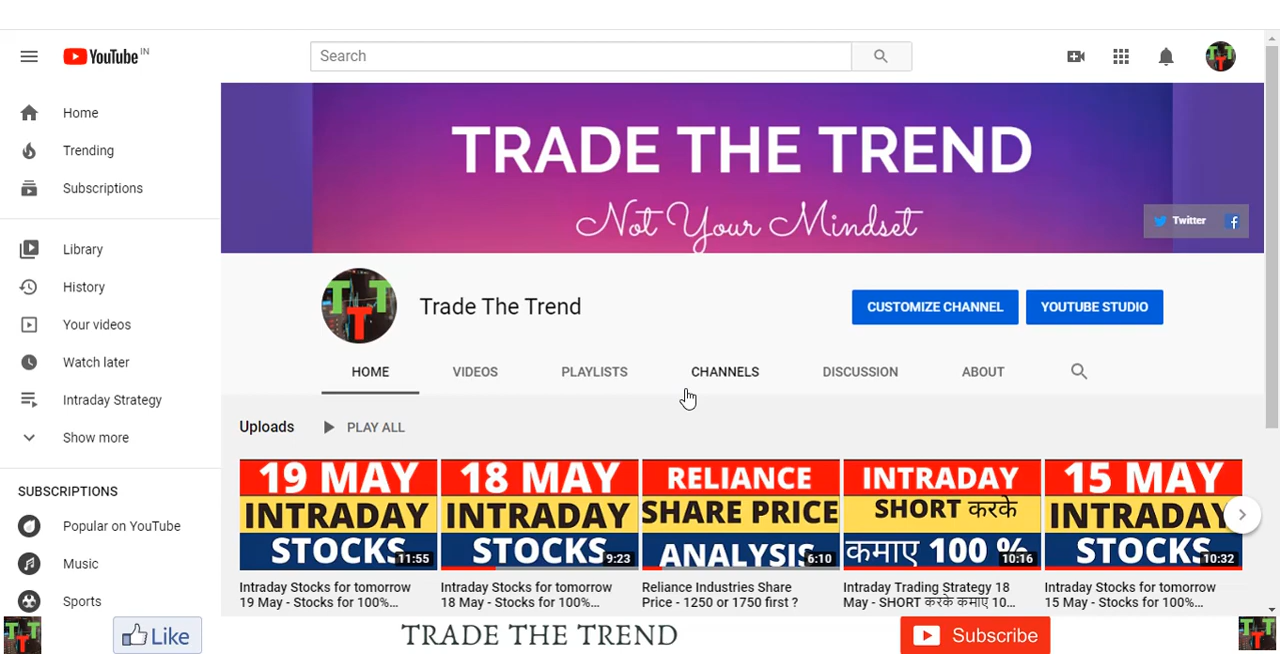 YouTube IN
Search
Home
Trending
Subscriptions
Library
History
Your videos
Watch later
Intraday Strategy
Show more
SUBSCRIPTIONS
Popular on YouTube
Music
Sports
TRADE THE TREND
Not Your Mindset
Twitter
Trade The Trend
CUSTOMIZE CHANNEL
YOUTUBE STUDIO
HOME VIDEOS PLAYLISTS CHANNELS DISCUSSION ABOUT
Uploads PLAY ALL
19 MAY
INTRADAY
STOCKS
11:55
Intraday Stocks for tomorrow
19 May - Stocks for 100%...
18 MAY
INTRADAY
STOCKS
9:23
Intraday Stocks for tomorrow
18 May - Stocks for 100%...
RELIANCE
SHARE PRICE
ANALYSIS
6:10
Reliance Industries Share
Price - 1250 or 1750 first ?
INTRADAY
SHORT करके
कमाए 100 %
10:16
Intraday Trading Strategy 18
May - SHORT करके कमाए 10...
15 MAY
INTRADAY
STOCKS
10:32
Intraday Stocks for tomorrow
15 May - Stocks for 100%...
TTT
Like
TRADE THE TREND
Subscribe
TTT